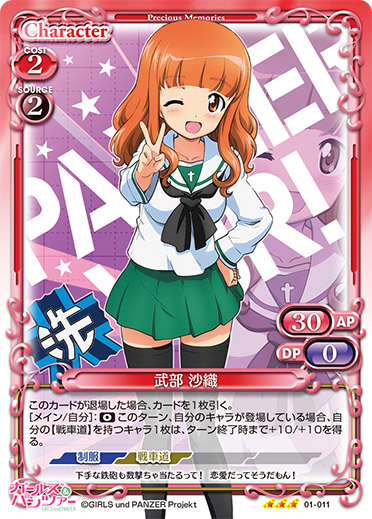 Precious Memories
Character
COST
2
SOURCE
2
PANZER
VOR!
洗
30 AP
DP 0
武部 沙織
このカードが退場した場合、カードを1枚引く。
[メイン/自分]:このターン、自分のキャラが登場している場合、自
分の【戦車道】を持つキャラ1枚は、ターン終了時まで+10/+10を得
る。
制服 戦車道
下手な鉄砲も数撃ちゃ当たるって! 恋愛だってそうだもん!
ガールズ&パンツァー
GIRLS und PANZER
©GIRLS und PANZER Projekt
01-011